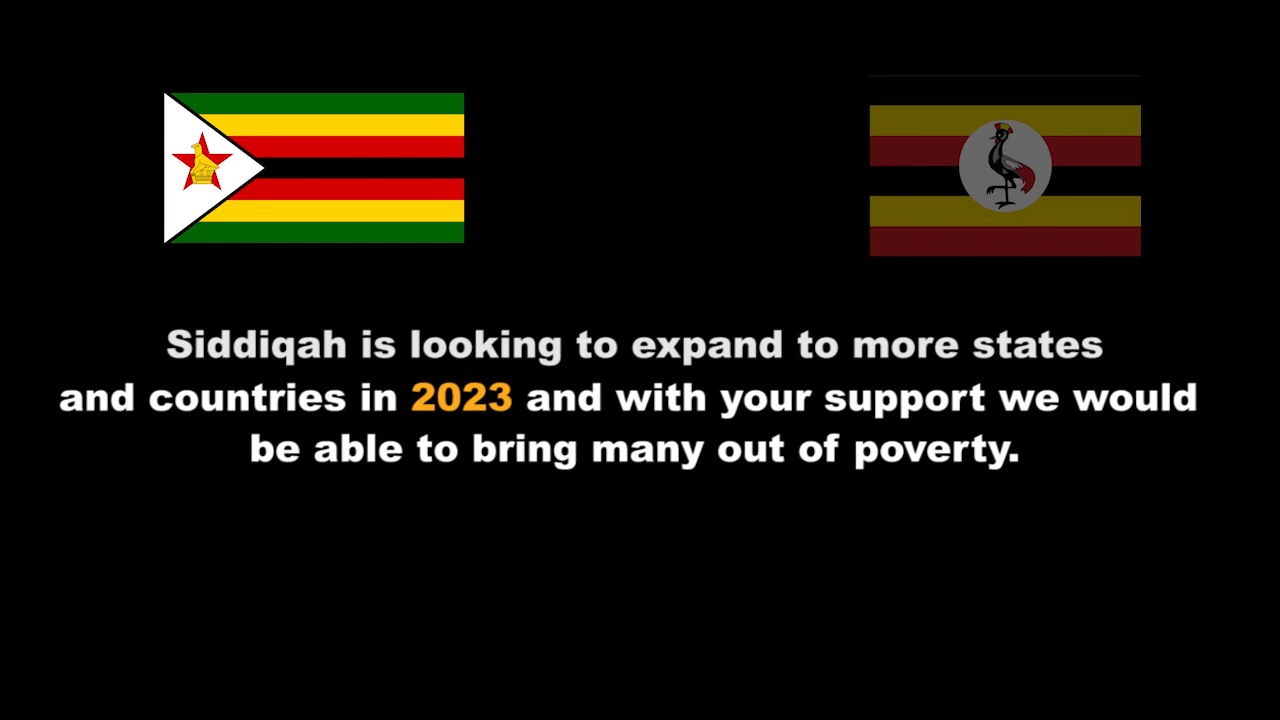 Siddiqah is looking to expand to more states
and countries in 2023 and with your support we would
be able to bring many out of poverty.